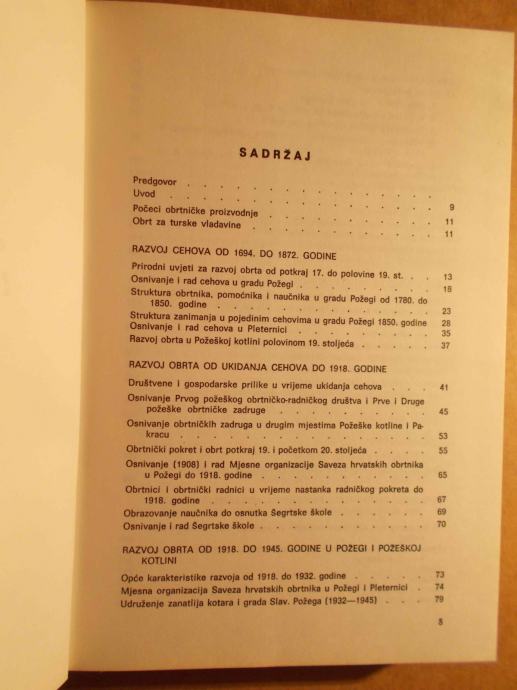 SADRŽAJ
Predgovor . . . . . . . . . . . . . . .
Uvod . . . . . . . . . . . . . . . . 9
Počeci obrtničke proizvodnje . . . . . . . . . 11
Obrt za turske vladavine . . . . . . . . . . 11
RAZVOJ CEHOVA OD 1694. DO 1872. GODINE
Prirodni uvjeti za razvoj obrta od potkraj 17. do polovine 19. st. . . 13
Osnivanje i rad cehova u gradu Požegi . . . . . . . 18
Struktura obrtnika, pomoćnika i naučnika u gradu Požegi od 1780. do
1850. godine . . . . . . . . . . . . 23
Struktura zanimanja u pojedinim cehovima u gradu Požegi 1850. godine 28
Osnivanje i rad cehova u Pleternici . . . . . . . . 35
Razvoj obrta u Požeškoj kotlini polovinom 19. stoljeća . . . . 37
RAZVOJ OBRTA OD UKIDANJA CEHOVA DO 1918. GODINE
Društvene i gospodarske prilike u vrijeme ukidanja cehova . . . 41
Osnivanje Prvog požeškog obrtničko-radničkog društva i Prve i Druge
požeške obrtničke zadruge . . . . . . . . 45
Osnivanje obrtničkih zadruga u drugim mjestima Požeške kotline i Pa-
kracu . . . . . . . . . . . . . . 53
Obrtnički pokret i obrt potkraj 19. i početkom 20. stoljeća . . . 55
Osnivanje (1908) i rad Mjesne organizacije Saveza hrvatskih obrtnika
u Požegi do 1918. godine . . . . . . . . . 65
Obrtnici i obrtnički radnici u vrijeme nastanka radničkog pokreta do
1918. godine . . . . . . . . . . . . 67
Obrazovanje naučnika do osnutka Šegrtske škole . . . . . 69
Osnivanje i rad Šegrtske škole . . . . . . . . . 70
RAZVOJ OBRTA OD 1918. DO 1945. GODINE U POŽEGI I POŽEŠKOJ
KOTLINI
Opće karakteristike razvoja od 1918. do 1932. godine . . . . . 73
Mjesna organizacija Saveza hrvatskih obrtnika u Požegi i Pleternici . . 74
Udruženje zanatlija kotara i grada Slav. Požega (1932—1945) . . . 79